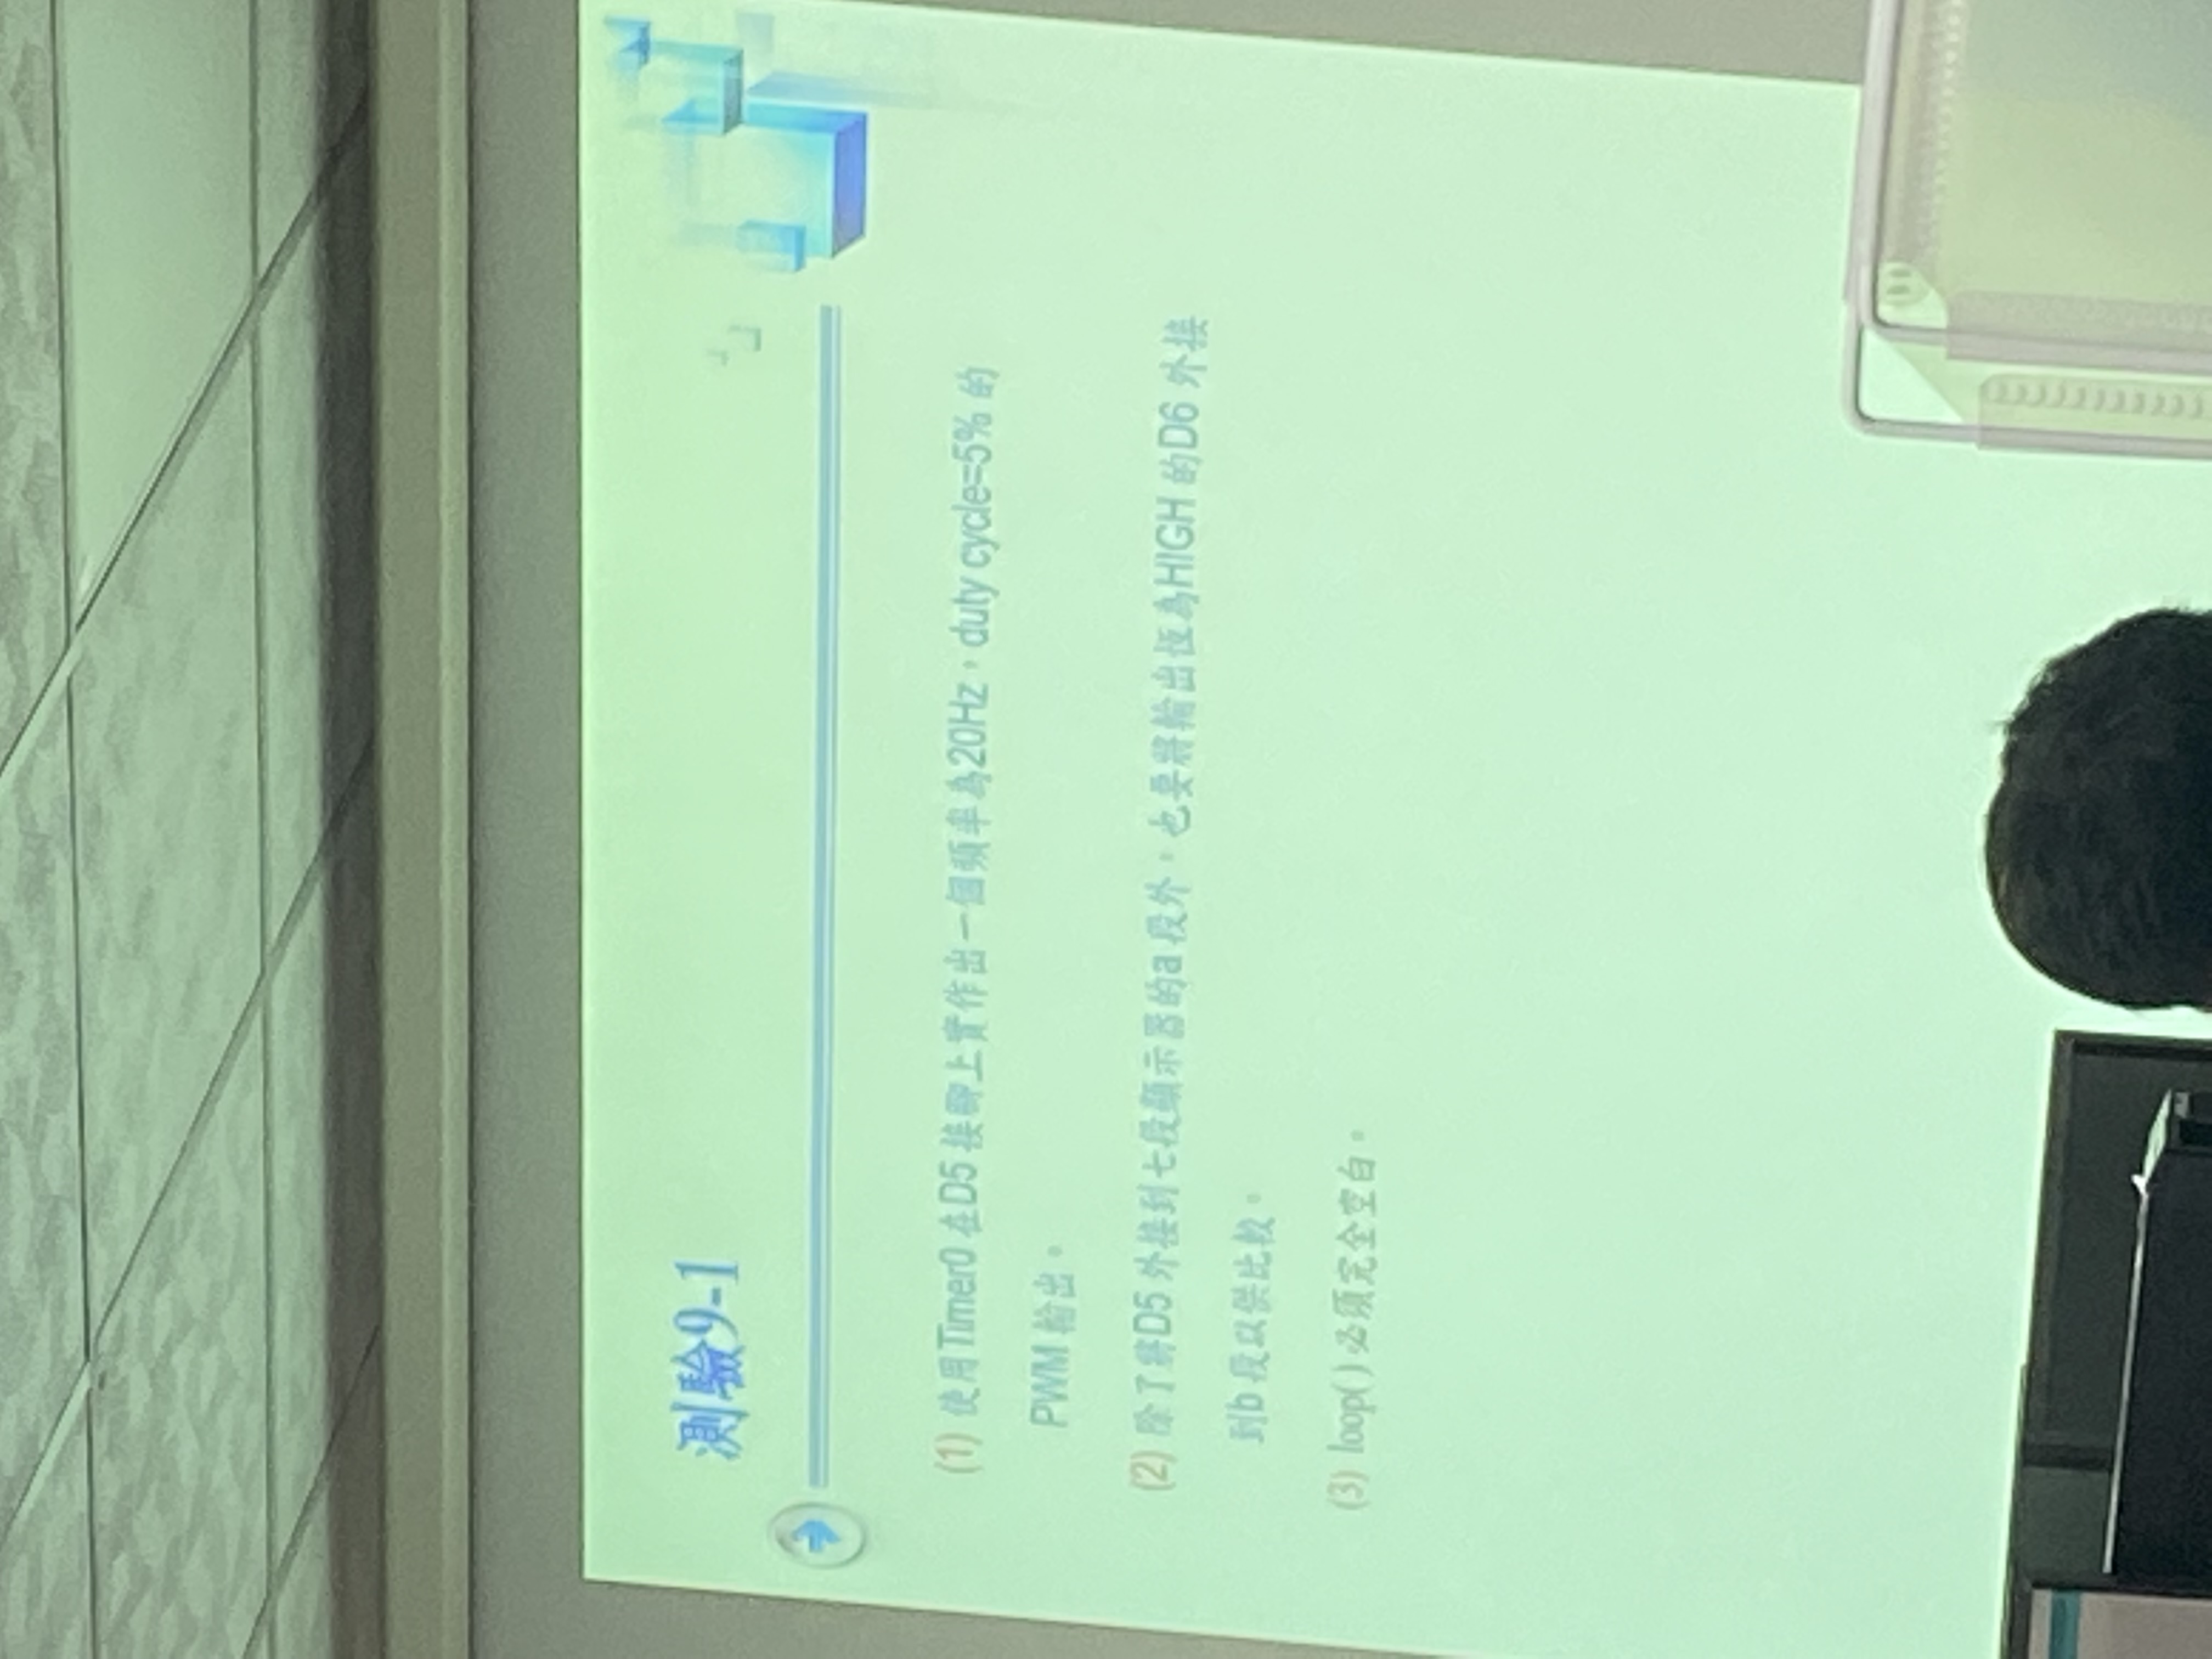 測驗9-1
(1) 使用Timer0 在D5 接腳上實作出一個頻率為20Hz，duty cycle=5% 的
PWM 輸出。
(2) 除了將D5 外接到七段顯示器的a 段外，也要將輸出恆為HIGH 的D6 外接
到b 段以供比較。
(3) loop( ) 必須完全空白。